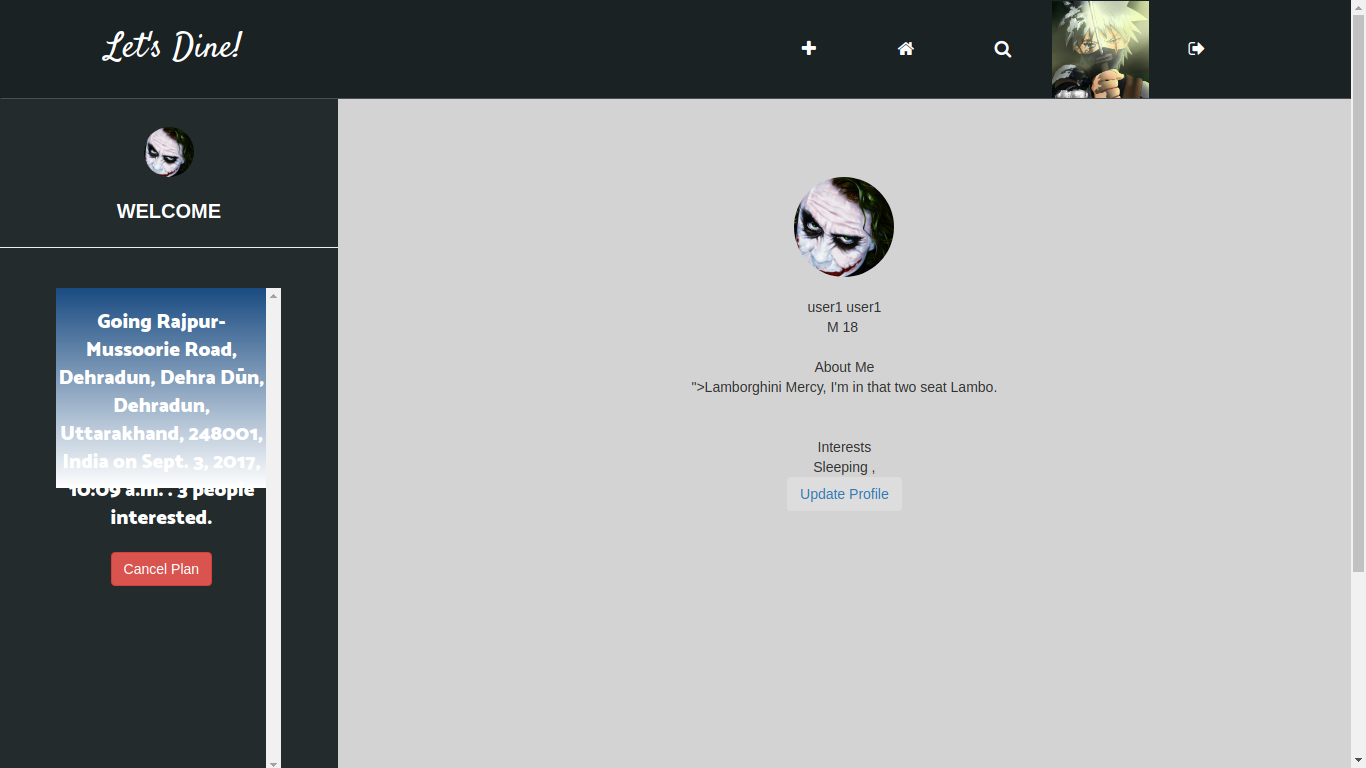 Let's Dine!
WELCOME
Going Rajpur-
Mussoorie Road,
Dehradun, Dehra Dūn,
Dehradun,
Uttarakhand, 248001,
India on Sept. 3, 2017,
10:09 a.m. . 3 people
interested.
Cancel Plan
user1 user1
M 18
About Me
">Lamborghini Mercy, I'm in that two seat Lambo.
Interests
Sleeping ,
Update Profile